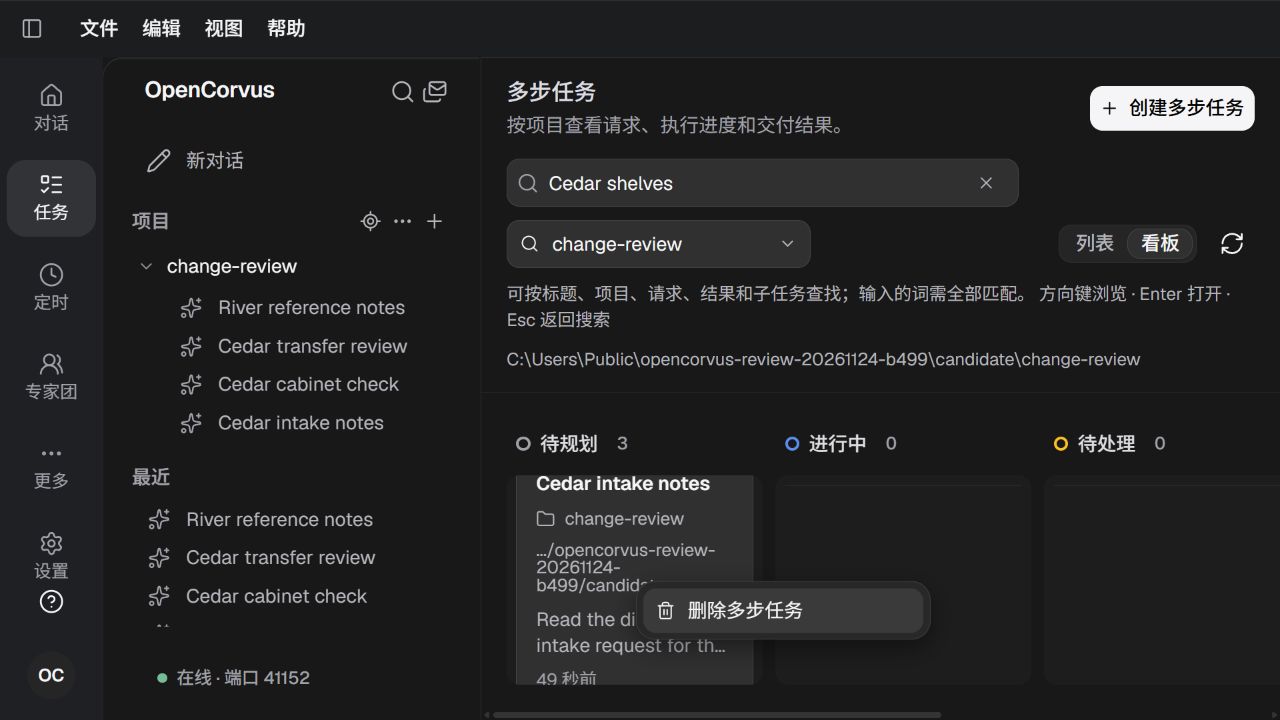 文件 编辑 视图 帮助
对话
任务
定时
专家团
更多
设置
OC
OpenCorvus
新对话
项目
change-review
River reference notes
Cedar transfer review
Cedar cabinet check
Cedar intake notes
最近
River reference notes
Cedar transfer review
Cedar cabinet check
在线 · 端口 41152
多步任务
按项目查看请求、执行进度和交付结果。
创建多步任务
Cedar shelves
change-review
列表 看板
可按标题、项目、请求、结果和子任务查找；输入的词需全部匹配。 方向键浏览 · Enter 打开 ·
Esc 返回搜索
C:\Users\Public\opencorvus-review-20261124-b499\candidate\change-review
待规划 3
进行中 0
待处理 0
Cedar intake notes
change-review
.../opencorvus-review-
20261124-
b499/candida
Read the di
intake request for th...
49 秒前
删除多步任务